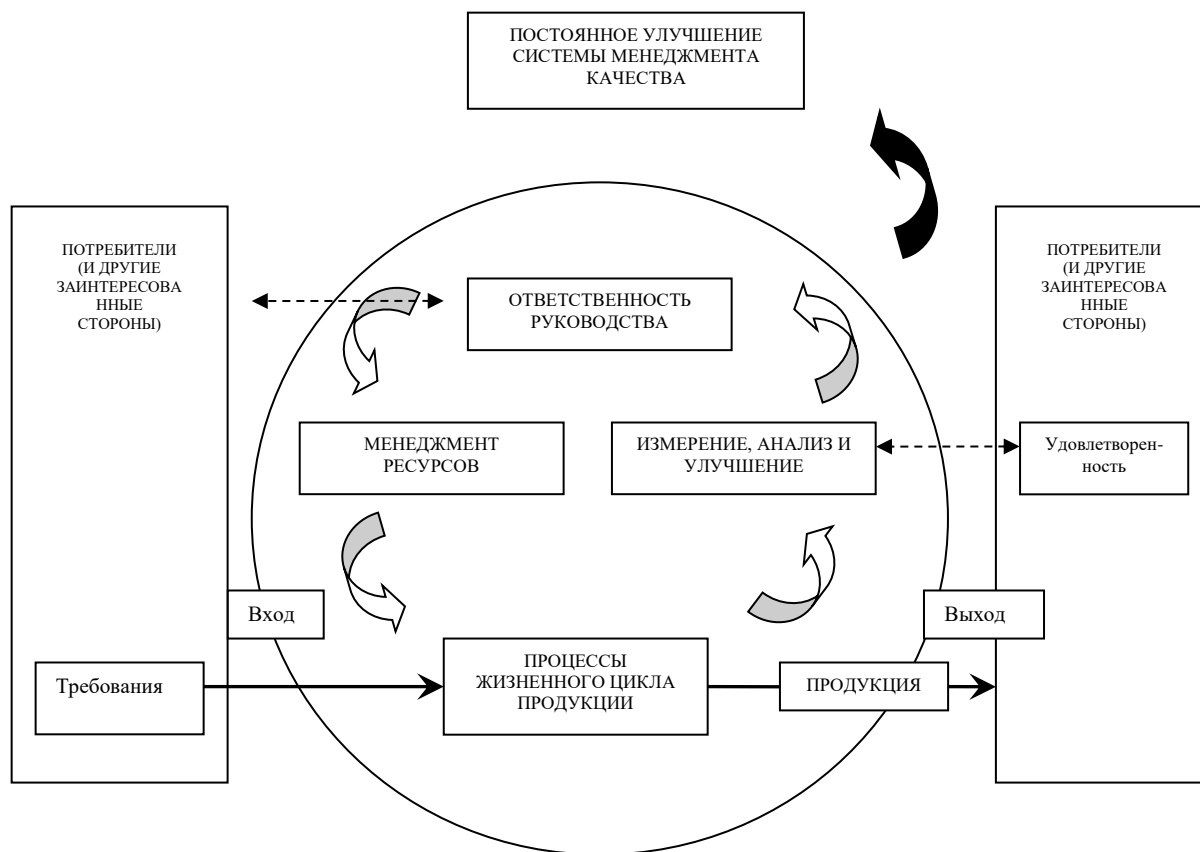 ПОСТОЯННОЕ УЛУЧШЕНИЕ
СИСТЕМЫ МЕНЕДЖМЕНТА
КАЧЕСТВА
ПОТРЕБИТЕЛИ
(И ДРУГИЕ
ЗАИНТЕРЕСОВА
ННЫЕ
СТОРОНЫ)
ОТВЕТСТВЕННОСТЬ
РУКОВОДСТВА
ПОТРЕБИТЕЛИ
(И ДРУГИЕ
ЗАИНТЕРЕСОВА
ННЫЕ
СТОРОНЫ)
МЕНЕДЖМЕНТ
РЕСУРСОВ
ИЗМЕРЕНИЕ, АНАЛИЗ И
УЛУЧШЕНИЕ
Удовлетворен-
ность
Вход
Выход
Требования
ПРОЦЕССЫ
ЖИЗНЕННОГО ЦИКЛА
ПРОДУКЦИИ
ПРОДУКЦИЯ